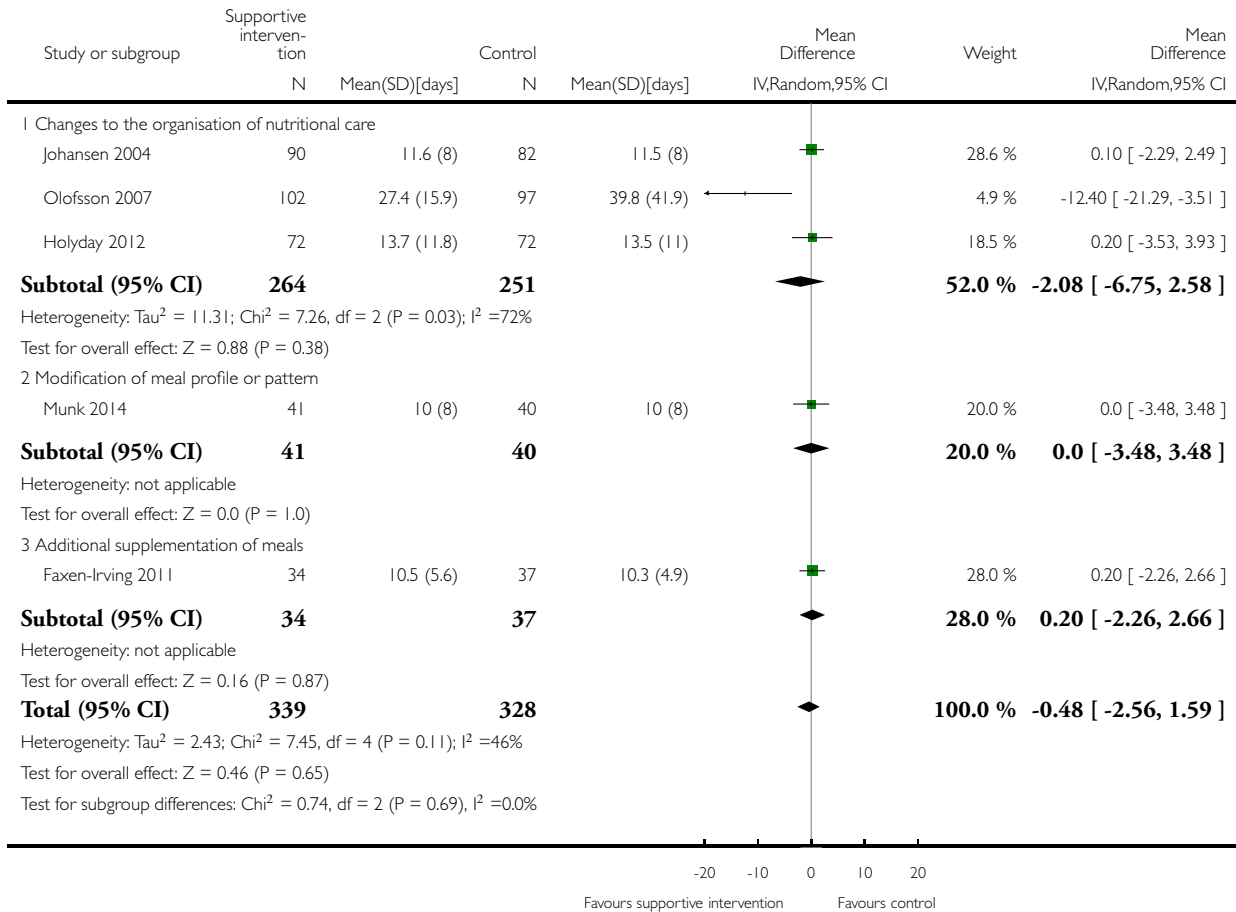 Study or subgroup Supportive interven- tion Control Mean Difference Weight Mean Difference
N Mean(SD)[days] N Mean(SD)[days] IV,Random,95% CI IV,Random,95% CI
1 Changes to the organisation of nutritional care
Johansen 2004 90 11.6 (8) 82 11.5 (8) 28.6 % 0.10 [ -2.29, 2.49 ]
Olofsson 2007 102 27.4 (15.9) 97 39.8 (41.9) 4.9 % -12.40 [ -21.29, -3.51 ]
Holyday 2012 72 13.7 (11.8) 72 13.5 (11) 18.5 % 0.20 [ -3.53, 3.93 ]
Subtotal (95% CI) 264 251 52.0 % -2.08 [ -6.75, 2.58 ]
Heterogeneity: Tau² = 11.31; Chi² = 7.26, df = 2 (P = 0.03); I² =72%
Test for overall effect: Z = 0.88 (P = 0.38)
2 Modification of meal profile or pattern
Munk 2014 41 10 (8) 40 10 (8) 20.0 % 0.0 [ -3.48, 3.48 ]
Subtotal (95% CI) 41 40 20.0 % 0.0 [ -3.48, 3.48 ]
Heterogeneity: not applicable
Test for overall effect: Z = 0.0 (P = 1.0)
3 Additional supplementation of meals
Faxen-Irving 2011 34 10.5 (5.6) 37 10.3 (4.9) 28.0 % 0.20 [ -2.26, 2.66 ]
Subtotal (95% CI) 34 37 28.0 % 0.20 [ -2.26, 2.66 ]
Heterogeneity: not applicable
Test for overall effect: Z = 0.16 (P = 0.87)
Total (95% CI) 339 328 100.0 % -0.48 [ -2.56, 1.59 ]
Heterogeneity: Tau² = 2.43; Chi² = 7.45, df = 4 (P = 0.11); I² =46%
Test for overall effect: Z = 0.46 (P = 0.65)
Test for subgroup differences: Chi² = 0.74, df = 2 (P = 0.69), I² =0.0%
-20 -10 0 10 20
Favours supportive intervention Favours control